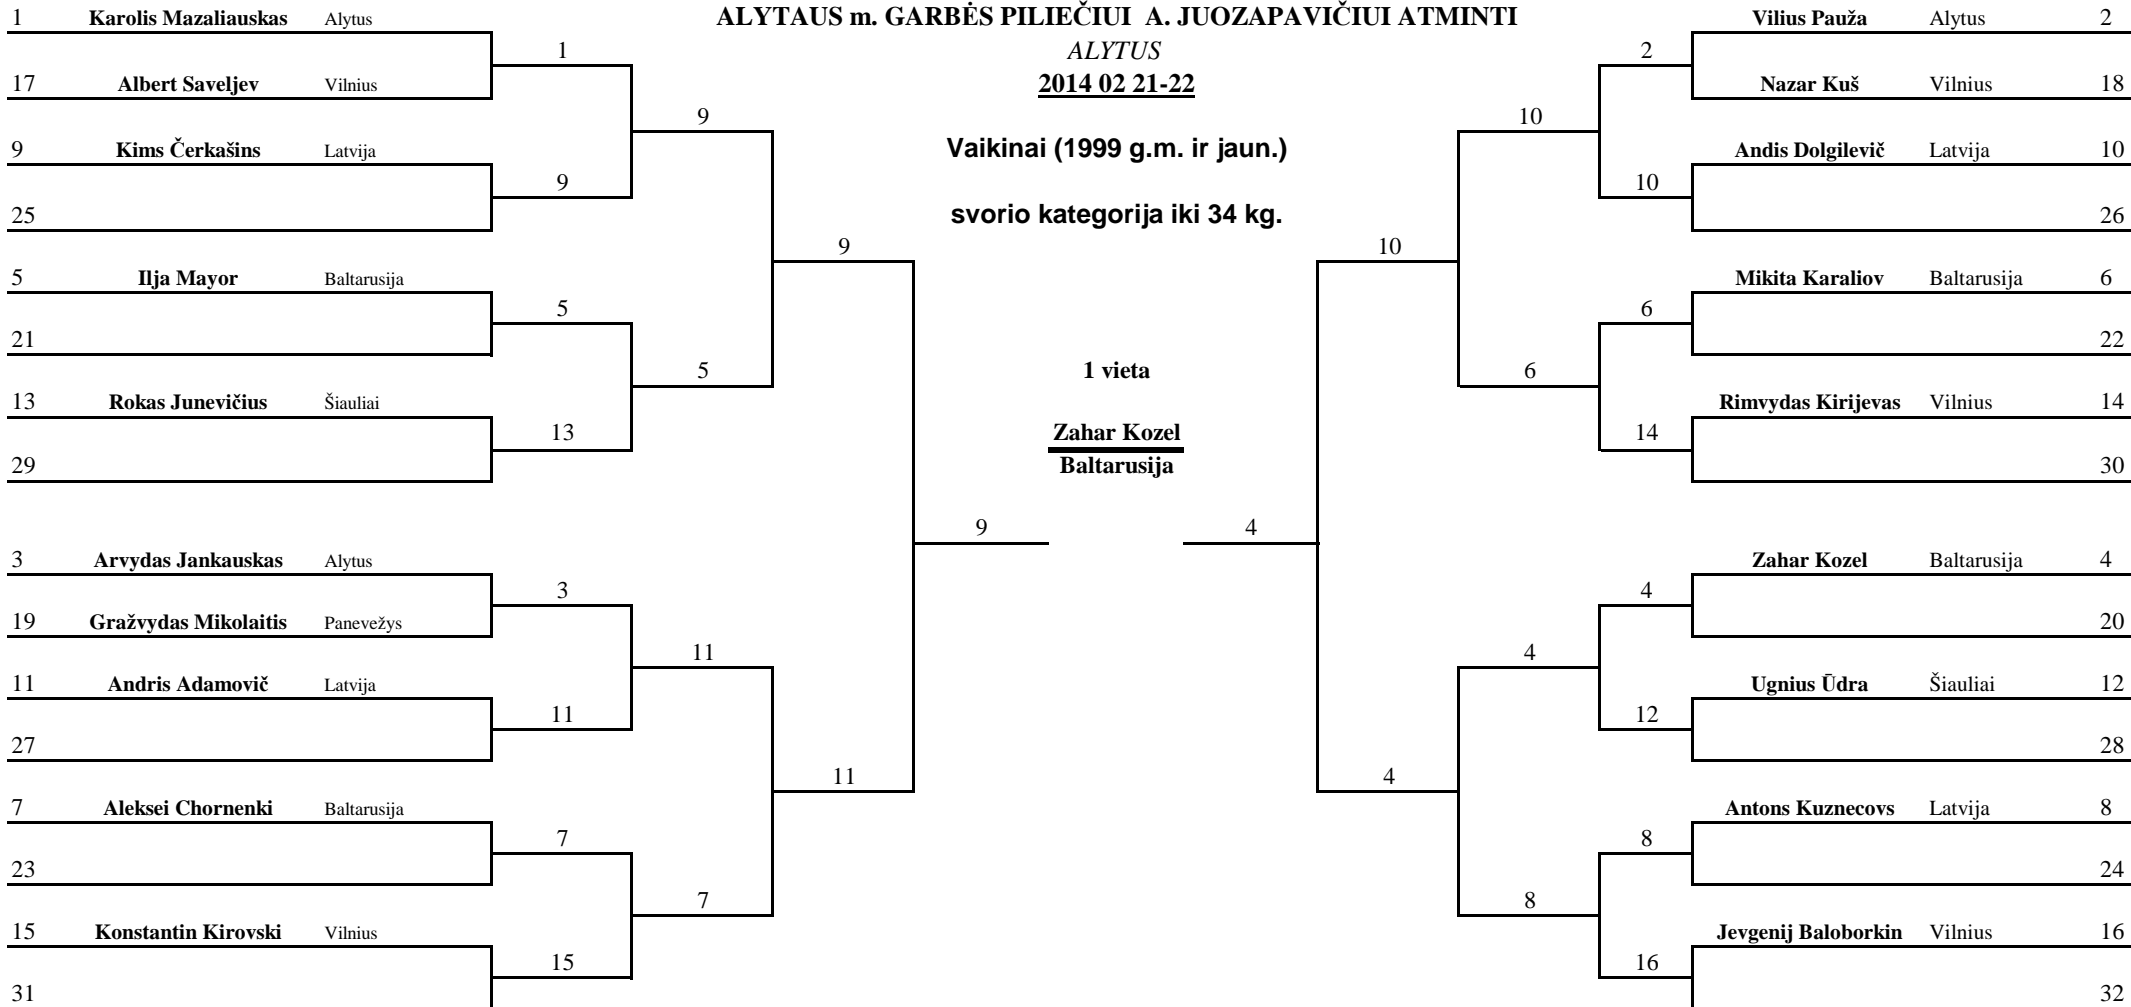 ALYTAUS m. GARBĖS PILIEČIUI A. JUOZAPAVIČIUI ATMINTI
ALYTUS
2014 02 21-22
Vaikinai (1999 g.m. ir jaun.)
svorio kategorija iki 34 kg.
1 Karolis Mazaliauskas Alytus
1
17 Albert Saveljev Vilnius
9
9 Kims Čerkašins Latvija
9
25
9
5 Ilja Mayor Baltarusija
5
21
5
13 Rokas Junevičius Šiauliai
13
29
9
3 Arvydas Jankauskas Alytus
3
19 Gražvydas Mikolaitis Panevežys
11
11 Andris Adamovič Latvija
11
27
11
7 Aleksei Chornenki Baltarusija
7
23
7
15 Konstantin Kirovski Vilnius
15
31
1 vieta
Zahar Kozel
Baltarusija
Vilius Pauža Alytus 2
2
Nazar Kuš Vilnius 18
10
Andis Dolgilevič Latvija 10
10
26
10
Mikita Karaliov Baltarusija 6
6
22
6
Rimvydas Kirijevas Vilnius 14
14
30
4
Zahar Kozel Baltarusija 4
4
20
4
Ugnius Ūdra Šiauliai 12
12
28
4
Antons Kuznecovs Latvija 8
8
24
8
Jevgenij Baloborkin Vilnius 16
16
32